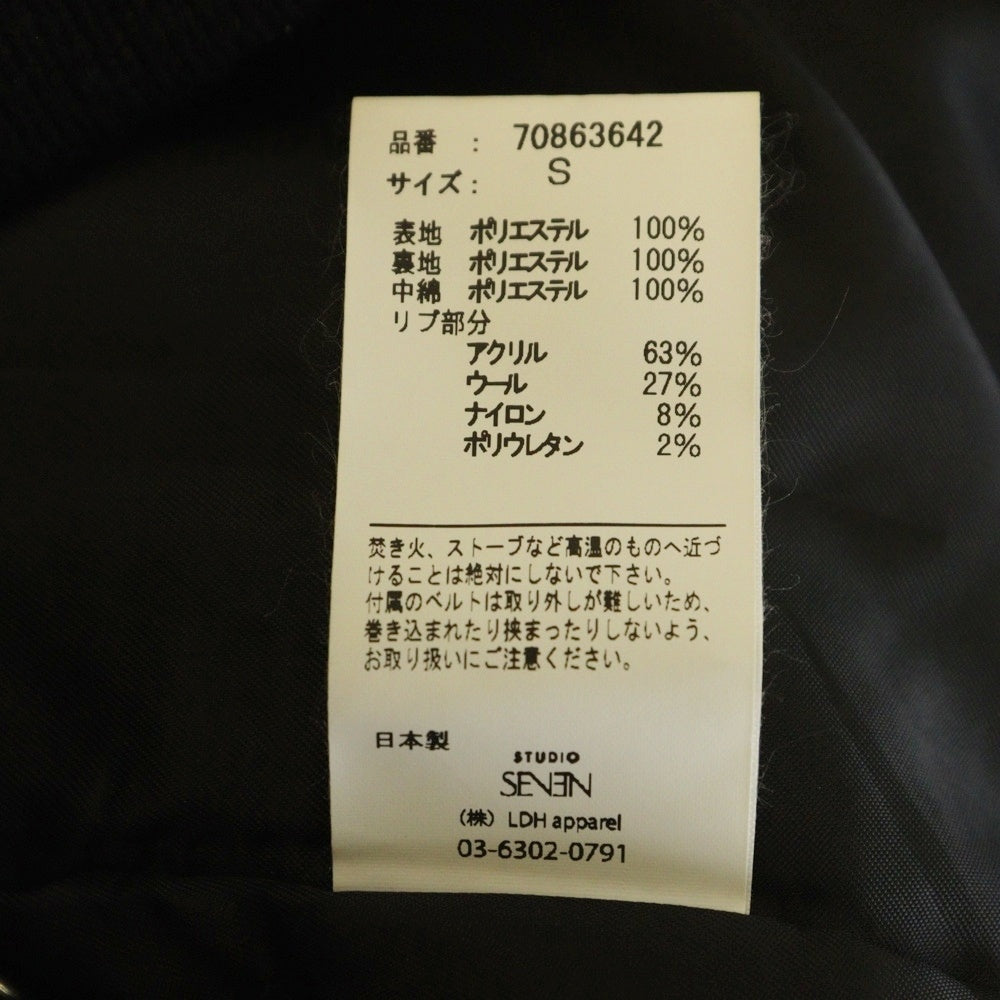 品番 : 70863642
サイズ: S
表地 ポリエステル 100%
裏地 ポリエステル 100%
中綿 ポリエステル 100%
リブ部分
アクリル 63%
ウール 27%
ナイロン 8%
ポリウレタン 2%
焚き火、ストーブなど高温のものへ近づ
けることは絶対にしないで下さい。
付属のベルトは取り外しが難しいため、
巻き込まれたり挟まったりしないよう、
お取り扱いにご注意ください。
日本製
STUDIO
SEVEN
(株) LDH apparel
03-6302-0791